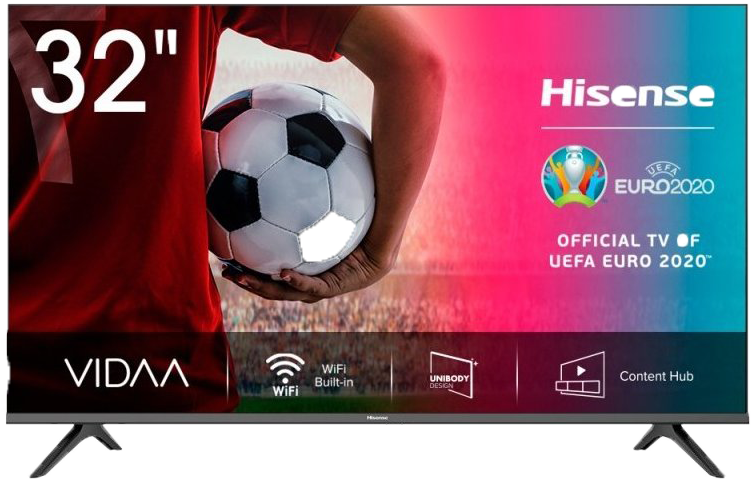 32"
Hisense
UEFA
EURO2020
OFFICIAL TV OF
UEFA EURO 2020™
VIDAA
WiFi
WiFi
Built-in
UNIBODY
DESIGN
Content Hub
Hisense